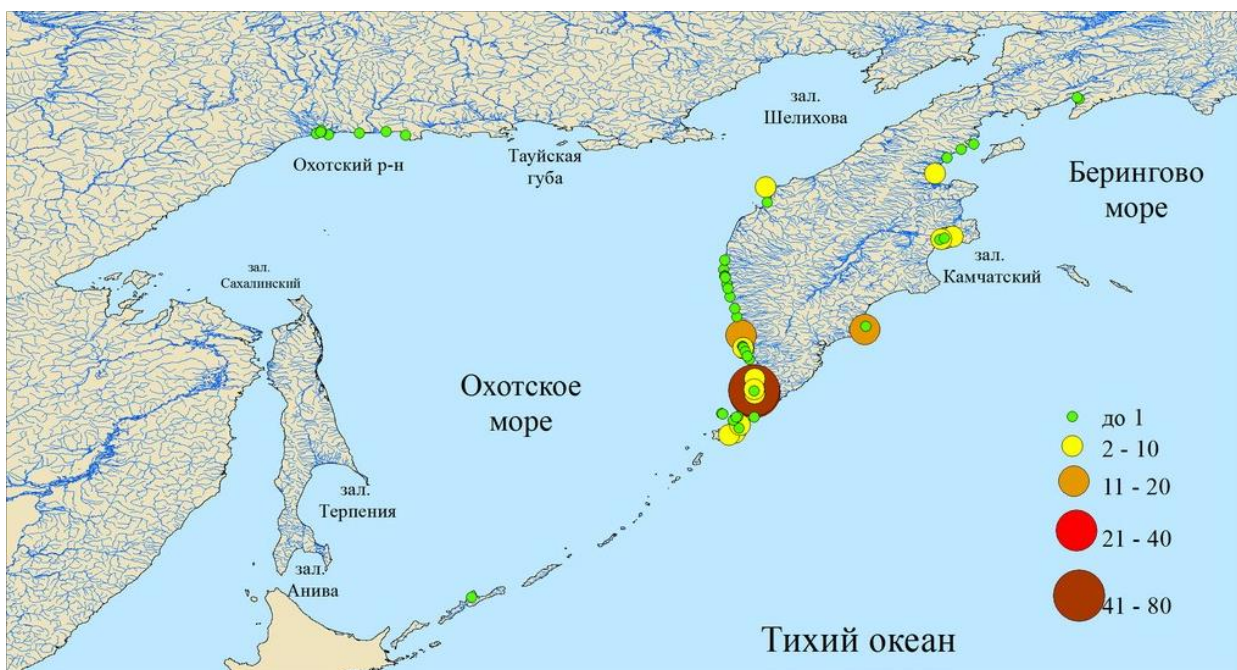 зал.
Шелихова
Тауйская
губа
Охотский р-н
Берингово
море
зал.
Камчатский
зал.
Сахалинский
Охотское
море
зал.
Терпения
зал.
Анива
Тихий океан
до 1
2 - 10
11 - 20
21 - 40
41 - 80